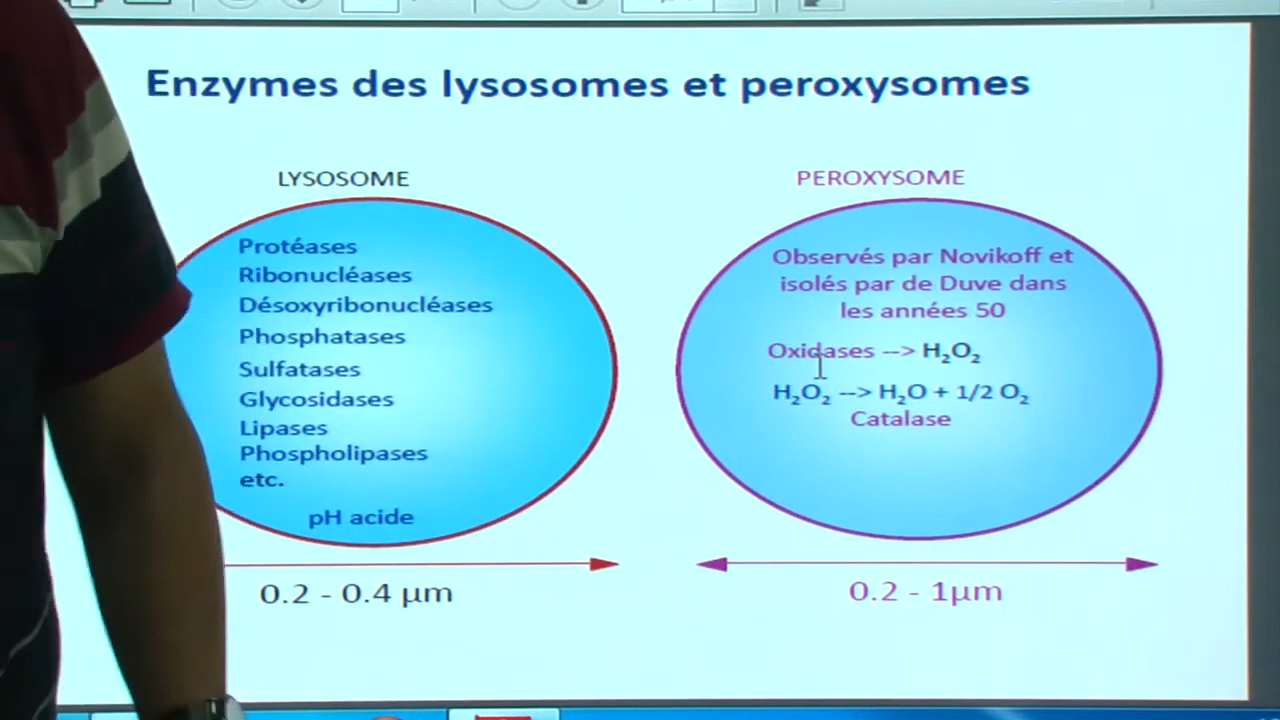 Enzymes des lysosomes et peroxysomes
LYSOSOME
Protéases
Ribonucléases
Désoxyribonucléases
Phosphatases
Sulfatases
Glycosidases
Lipases
Phospholipases
etc.
pH acide
0.2 - 0.4 µm
PEROXYSOME
Observés par Novikoff et
isolés par de Duve dans
les années 50
Oxidases --> H₂O₂
H₂O₂ --> H₂O + 1/2 O₂
Catalase
0.2 - 1µm